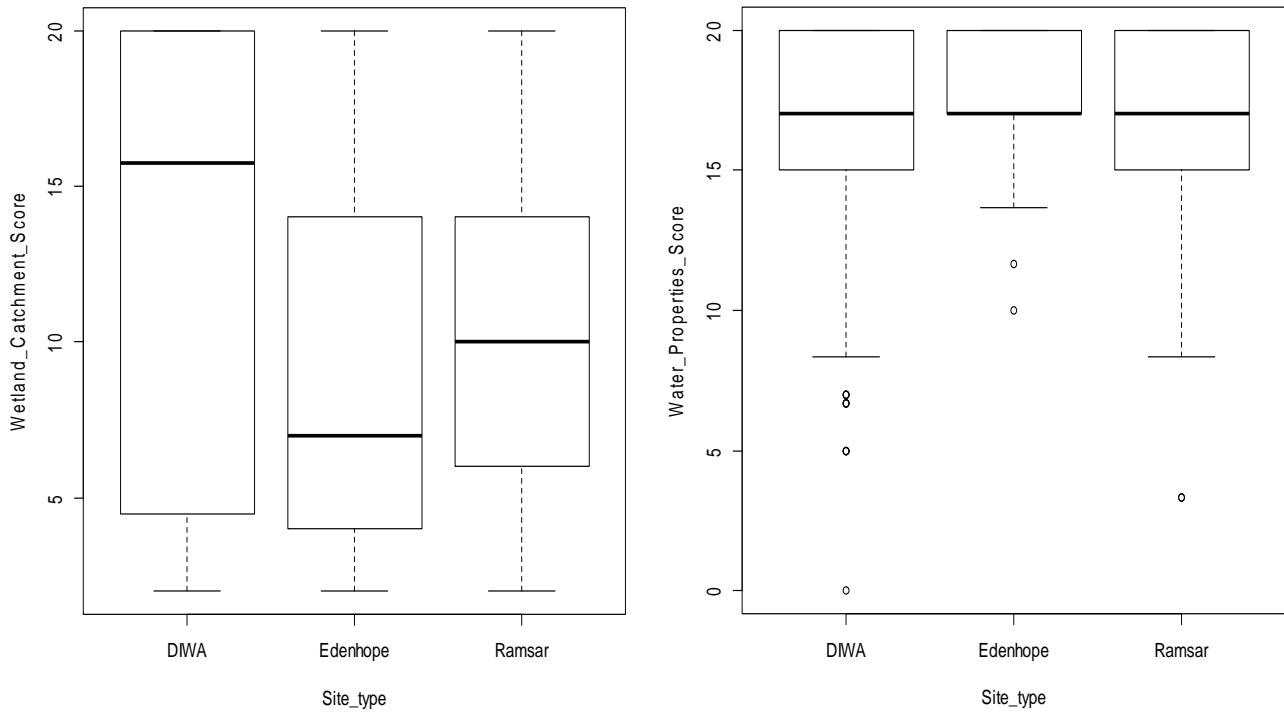 Wetland_Catchment_Score
20
15
10
5
DIWA Edenhope Ramsar
Site_type
Water_Properties_Score
20
15
10
5
0
DIWA Edenhope Ramsar
Site_type